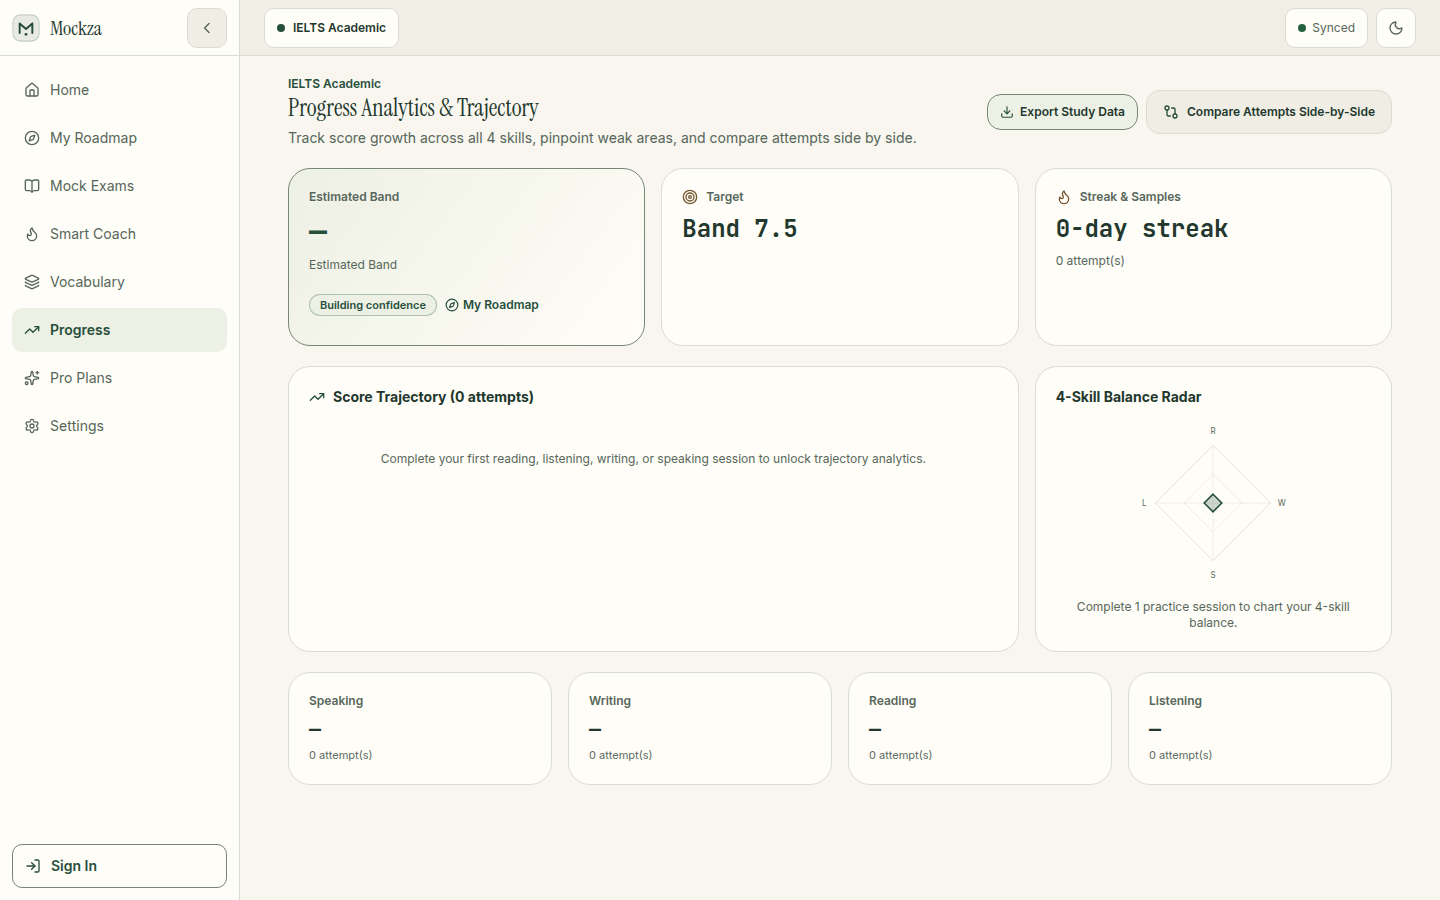 Mockza
IELTS Academic
Synced
Home
My Roadmap
Mock Exams
Smart Coach
Vocabulary
Progress
Pro Plans
Settings
Sign In
IELTS Academic
Progress Analytics & Trajectory
Track score growth across all 4 skills, pinpoint weak areas, and compare attempts side by side.
Export Study Data
Compare Attempts Side-by-Side
Estimated Band
—
Estimated Band
Building confidence
My Roadmap
Target
Band 7.5
Streak & Samples
0-day streak
0 attempt(s)
Score Trajectory (0 attempts)
Complete your first reading, listening, writing, or speaking session to unlock trajectory analytics.
4-Skill Balance Radar
R
L
W
S
Complete 1 practice session to chart your 4-skill
balance.
Speaking
—
0 attempt(s)
Writing
—
0 attempt(s)
Reading
—
0 attempt(s)
Listening
—
0 attempt(s)